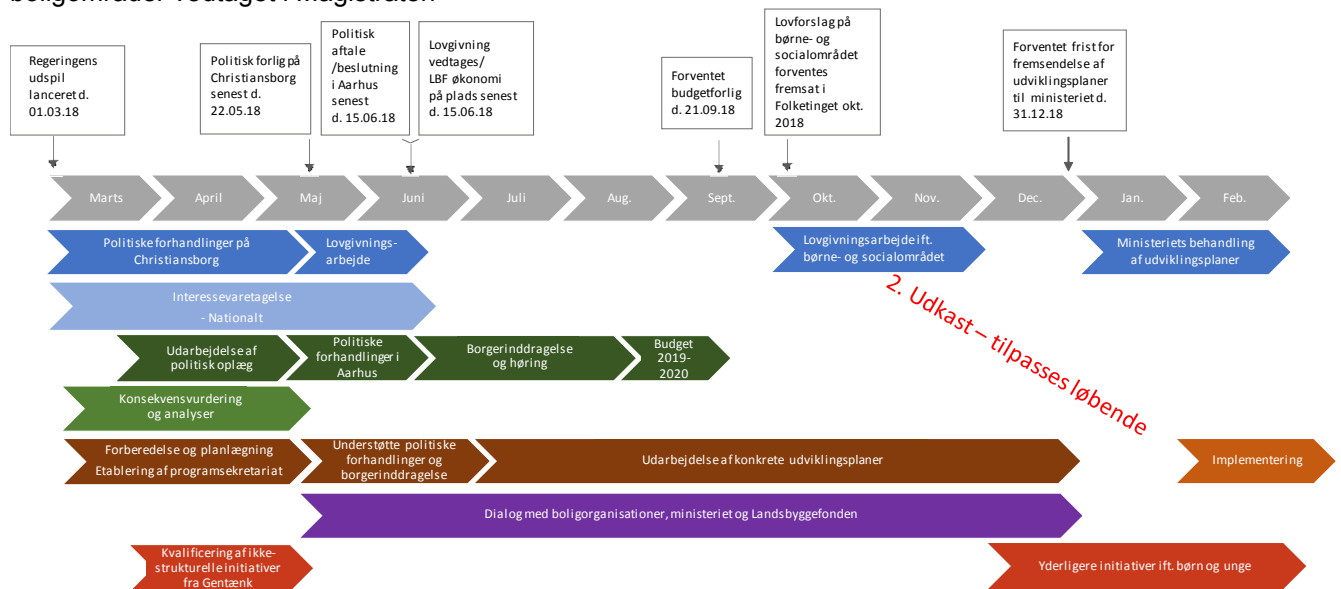 Regeringens
udspil
lanceret d.
01.03.18
Politisk forlig på
Christiansborg
senest d.
22.05.18
Politisk
aftale
/beslutning
i Aarhus
senest
d. 15.06.18
Lovgivning
vedtages/
LBF økonomi
på plads senest
d. 15.06.18
Forventet
budgetforlig
d. 21.09.18
Lovforslag på
børne- og
socialområdet
forventes
fremsat i
Folketinget okt.
2018
Forventet frist for
fremsendelse af
udviklingsplaner
til ministeriet d.
31.12.18
Marts
April
Maj
Juni
Juli
Aug.
Sept.
Okt.
Nov.
Dec.
Jan.
Feb.
Politiske forhandlinger på
Christiansborg
Lovgivnings-
arbejde
Lovgivningsarbejde ift.
børne- og socialområdet
Ministeriets behandling
af udviklingsplaner
Interessevaretagelse
- Nationalt
2. Udkast – tilpasses løbende
Udarbejdelse af
politisk oplæg
Politiske
forhandlinger i
Aarhus
Borgerinddragelse
og høring
Budget
2019-
2020
Konsekvensvurdering
og analyser
Forberedelse og planlægning
Etablering af programsekretariat
Understøtte politiske
forhandlinger og
borgerinddragelse
Udarbejdelse af konkrete udviklingsplaner
Implementering
Dialog med boligorganisationer, ministeriet og Landsbyggefonden
Kvalificering af ikke-
strukturelle initiativer
fra Gentænk
Yderligere initiativer ift. børn og unge